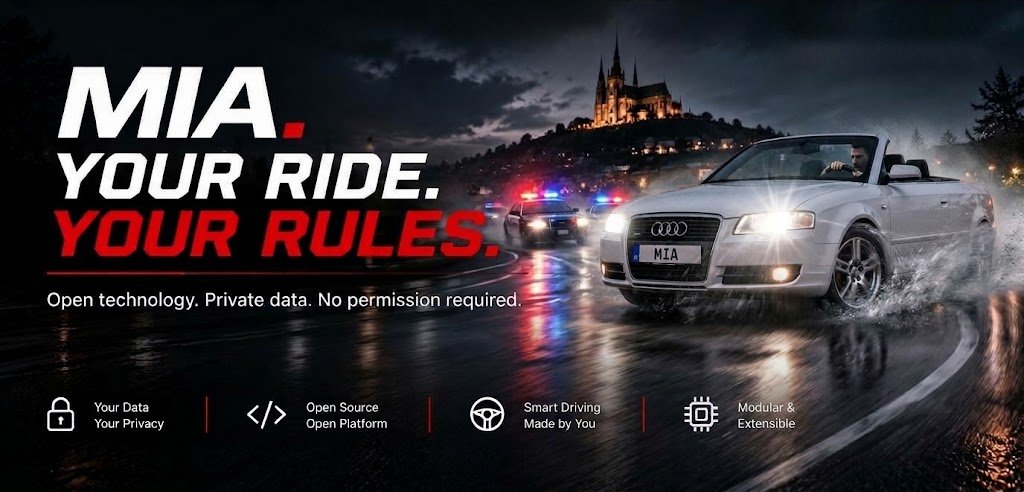 MIA.
YOUR RIDE.
YOUR RULES.
Open technology. Private data. No permission required.
MIA
Your Data
Your Privacy
Open Source
Open Platform
Smart Driving
Made by You
Modular &
Extensible